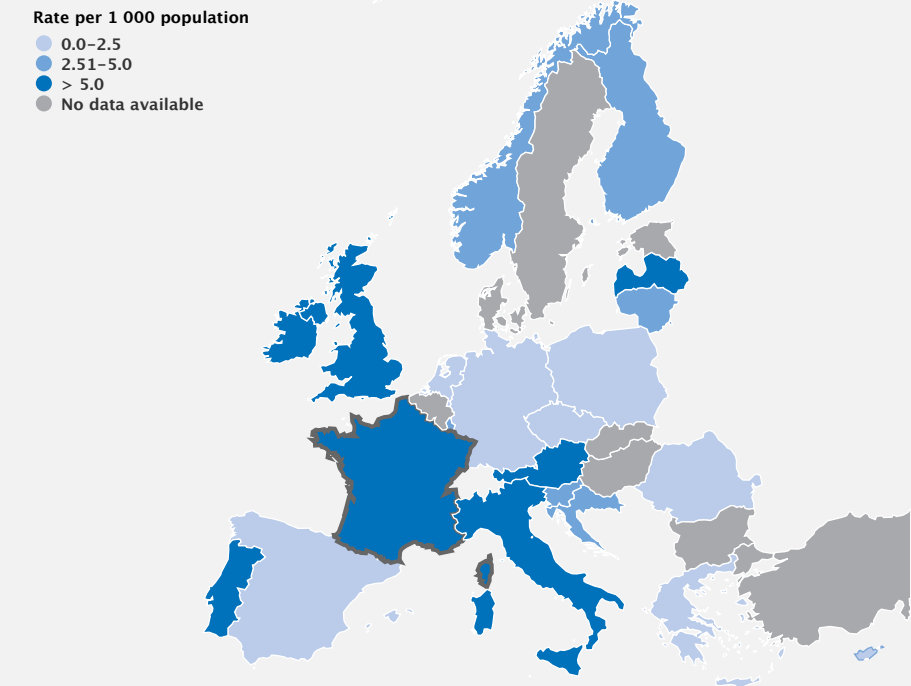 Rate per 1 000 population
0.0–2.5
2.51–5.0
> 5.0
No data available